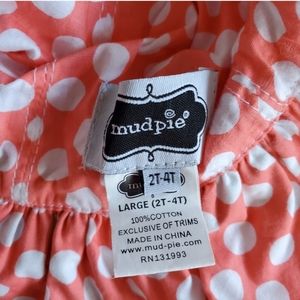 mudpie®
2T-4T
LARGE (2T-4T)
100%COTTON
EXCLUSIVE OF TRIMS
MADE IN CHINA
www.mud-pie.com
RN131993